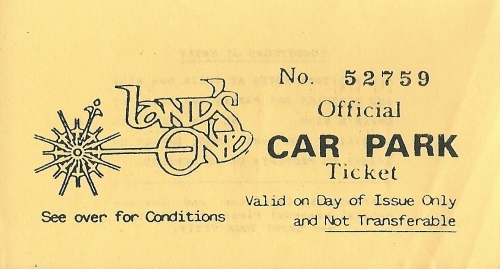 LAND'S
END
See over for Conditions
No. 52759
Official
CAR PARK
Ticket
Valid on Day of Issue Only
and Not Transferable